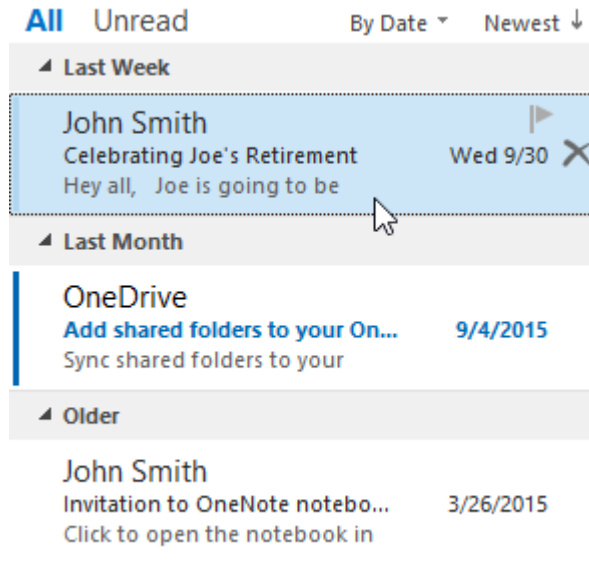 All Unread By Date Newest
Last Week
John Smith
Celebrating Joe's Retirement Wed 9/30
Hey all, Joe is going to be
Last Month
OneDrive
Add shared folders to your On... 9/4/2015
Sync shared folders to your
Older
John Smith
Invitation to OneNote notebo... 3/26/2015
Click to open the notebook in